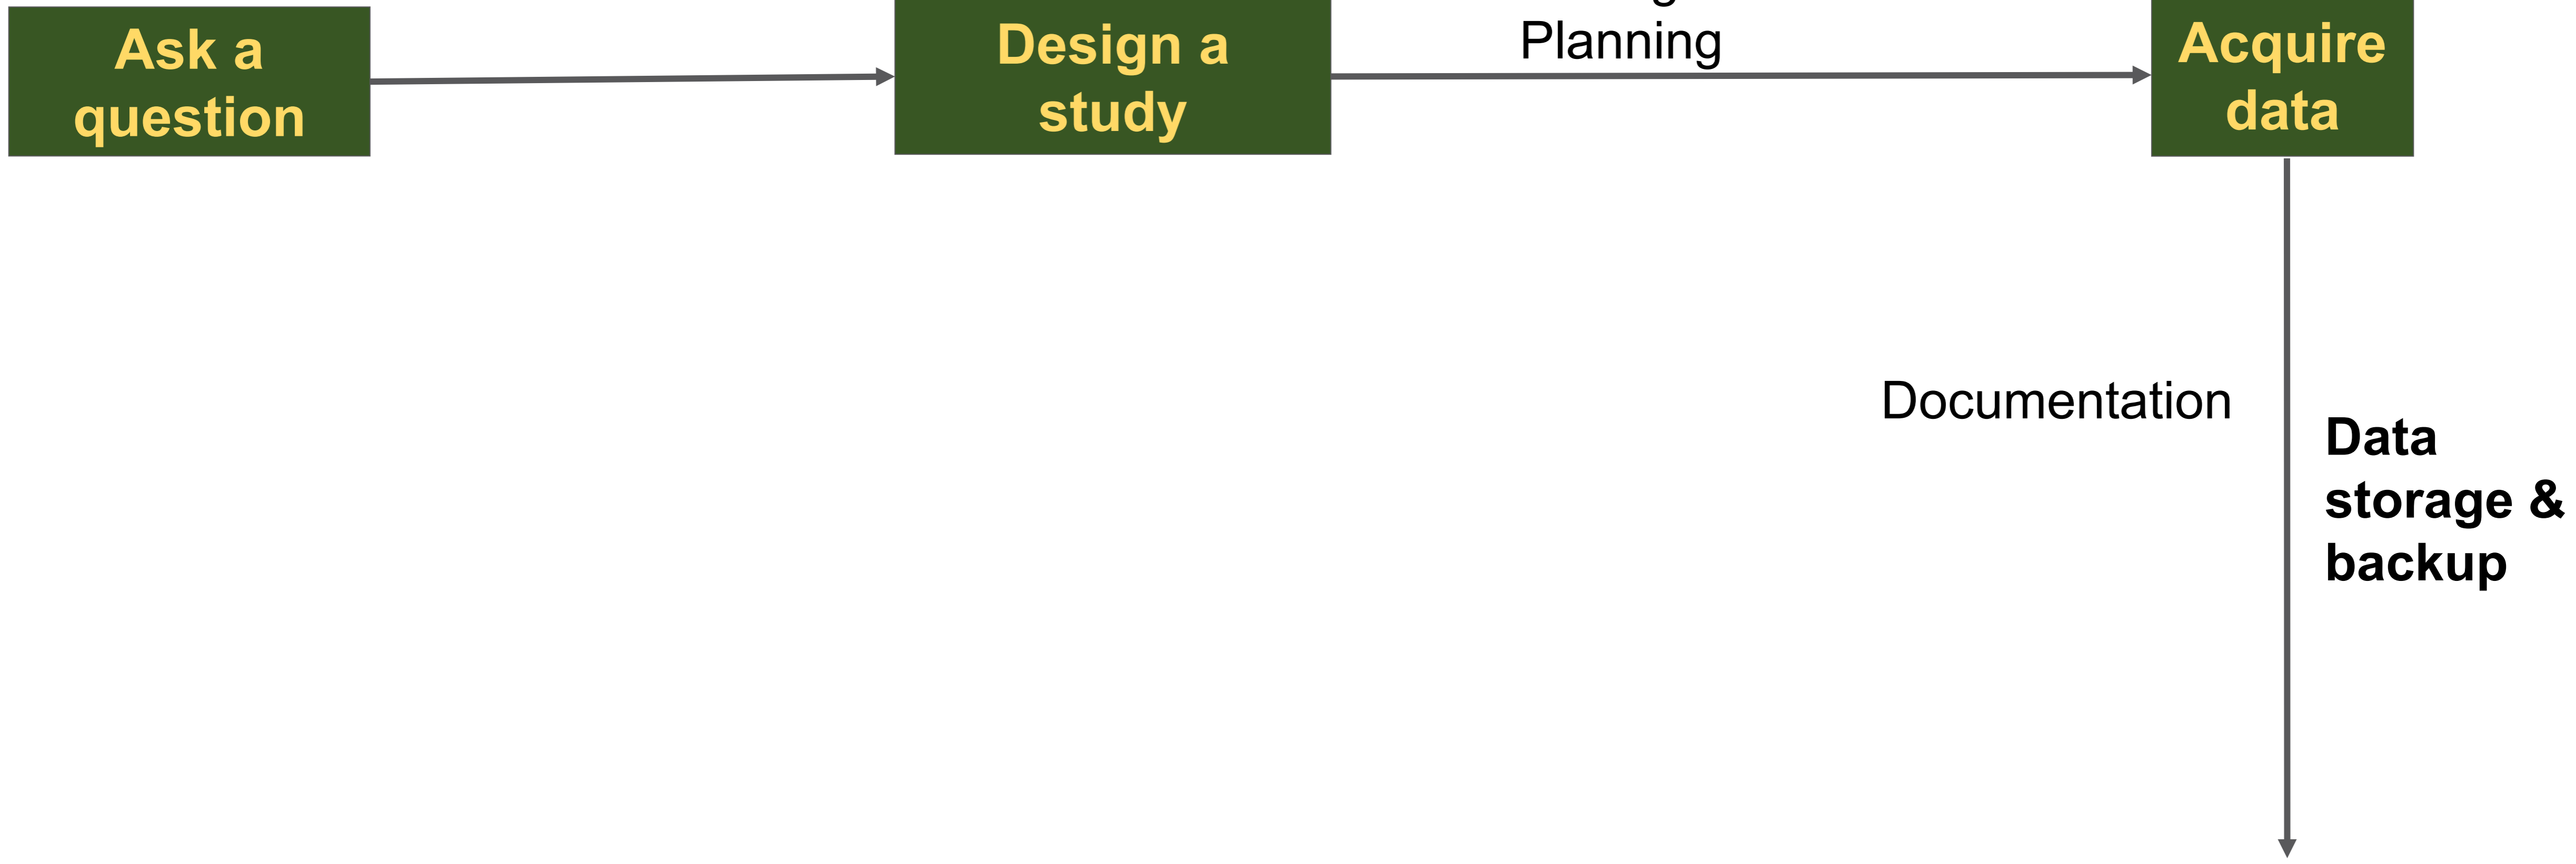 Ask a
question
Design a
study
Planning
Acquire
data
Documentation
Data
storage &
backup